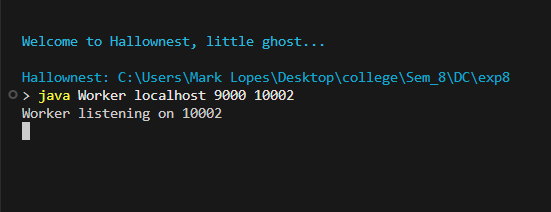 Welcome to Hallownest, little ghost...
Hallownest: C:\Users\Mark Lopes\Desktop\college\Sem_8\DC\exp8
> java Worker localhost 9000 10002
Worker listening on 10002